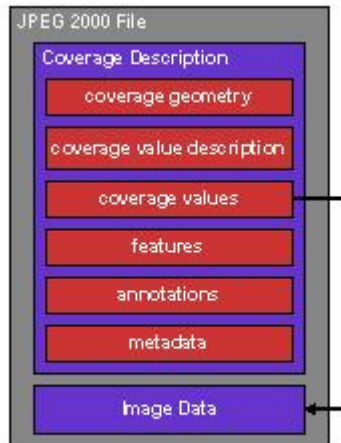 JPEG 2000 File
Coverage Description
coverage geometry
coverage value description
coverage values
features
annotations
metadata
Image Data